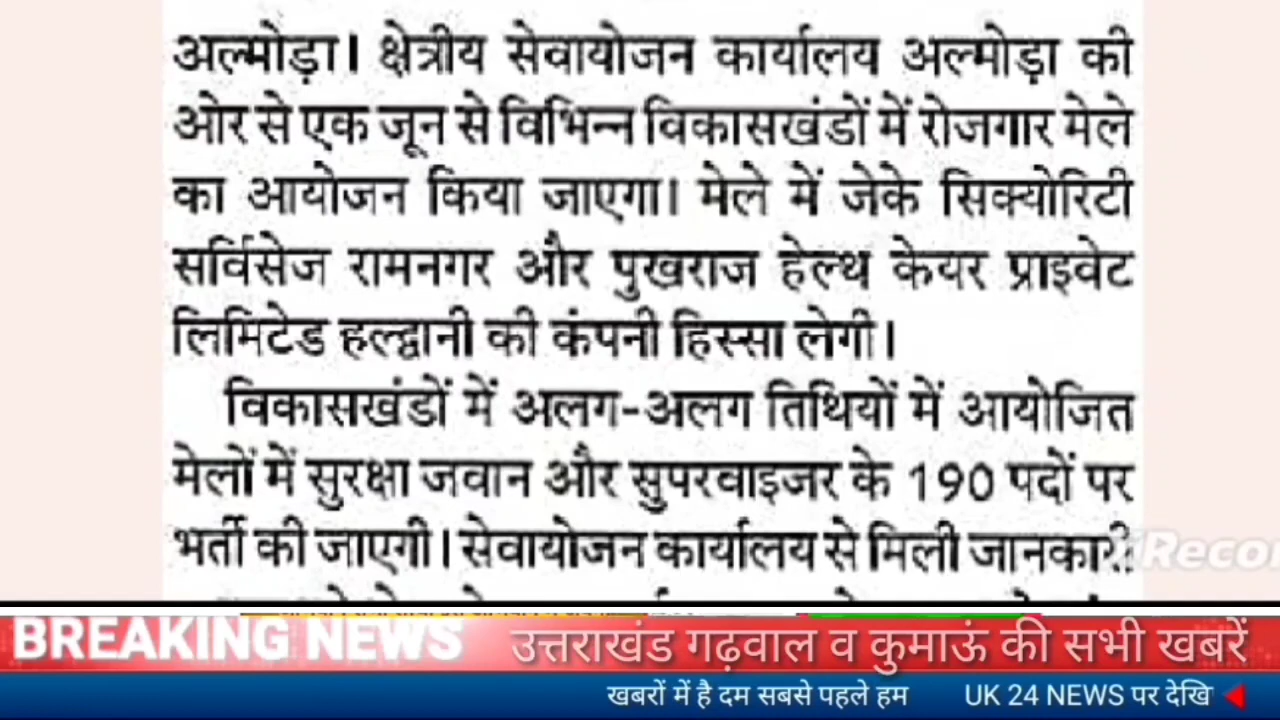 अल्मोड़ा। क्षेत्रीय सेवायोजन कार्यालय अल्मोड़ा की
ओर से एक जून से विभिन्न विकासखंडों में रोजगार मेले
का आयोजन किया जाएगा। मेले में जेके सिक्योरिटी
सर्विसेज रामनगर और पुखराज हेल्थ केयर प्राइवेट
लिमिटेड हल्द्वानी की कंपनी हिस्सा लेगी।
विकासखंडों में अलग-अलग तिथियों में आयोजित
मेलों में सुरक्षा जवान और सुपरवाइजर के 190 पदों पर
भर्ती की जाएगी। सेवायोजन कार्यालय से मिली जानकारी
Recor
BREAKING NEWS उत्तराखंड गढ़वाल व कुमाऊं की सभी खबरें
खबरों में है दम सबसे पहले हम UK 24 NEWS पर देखि